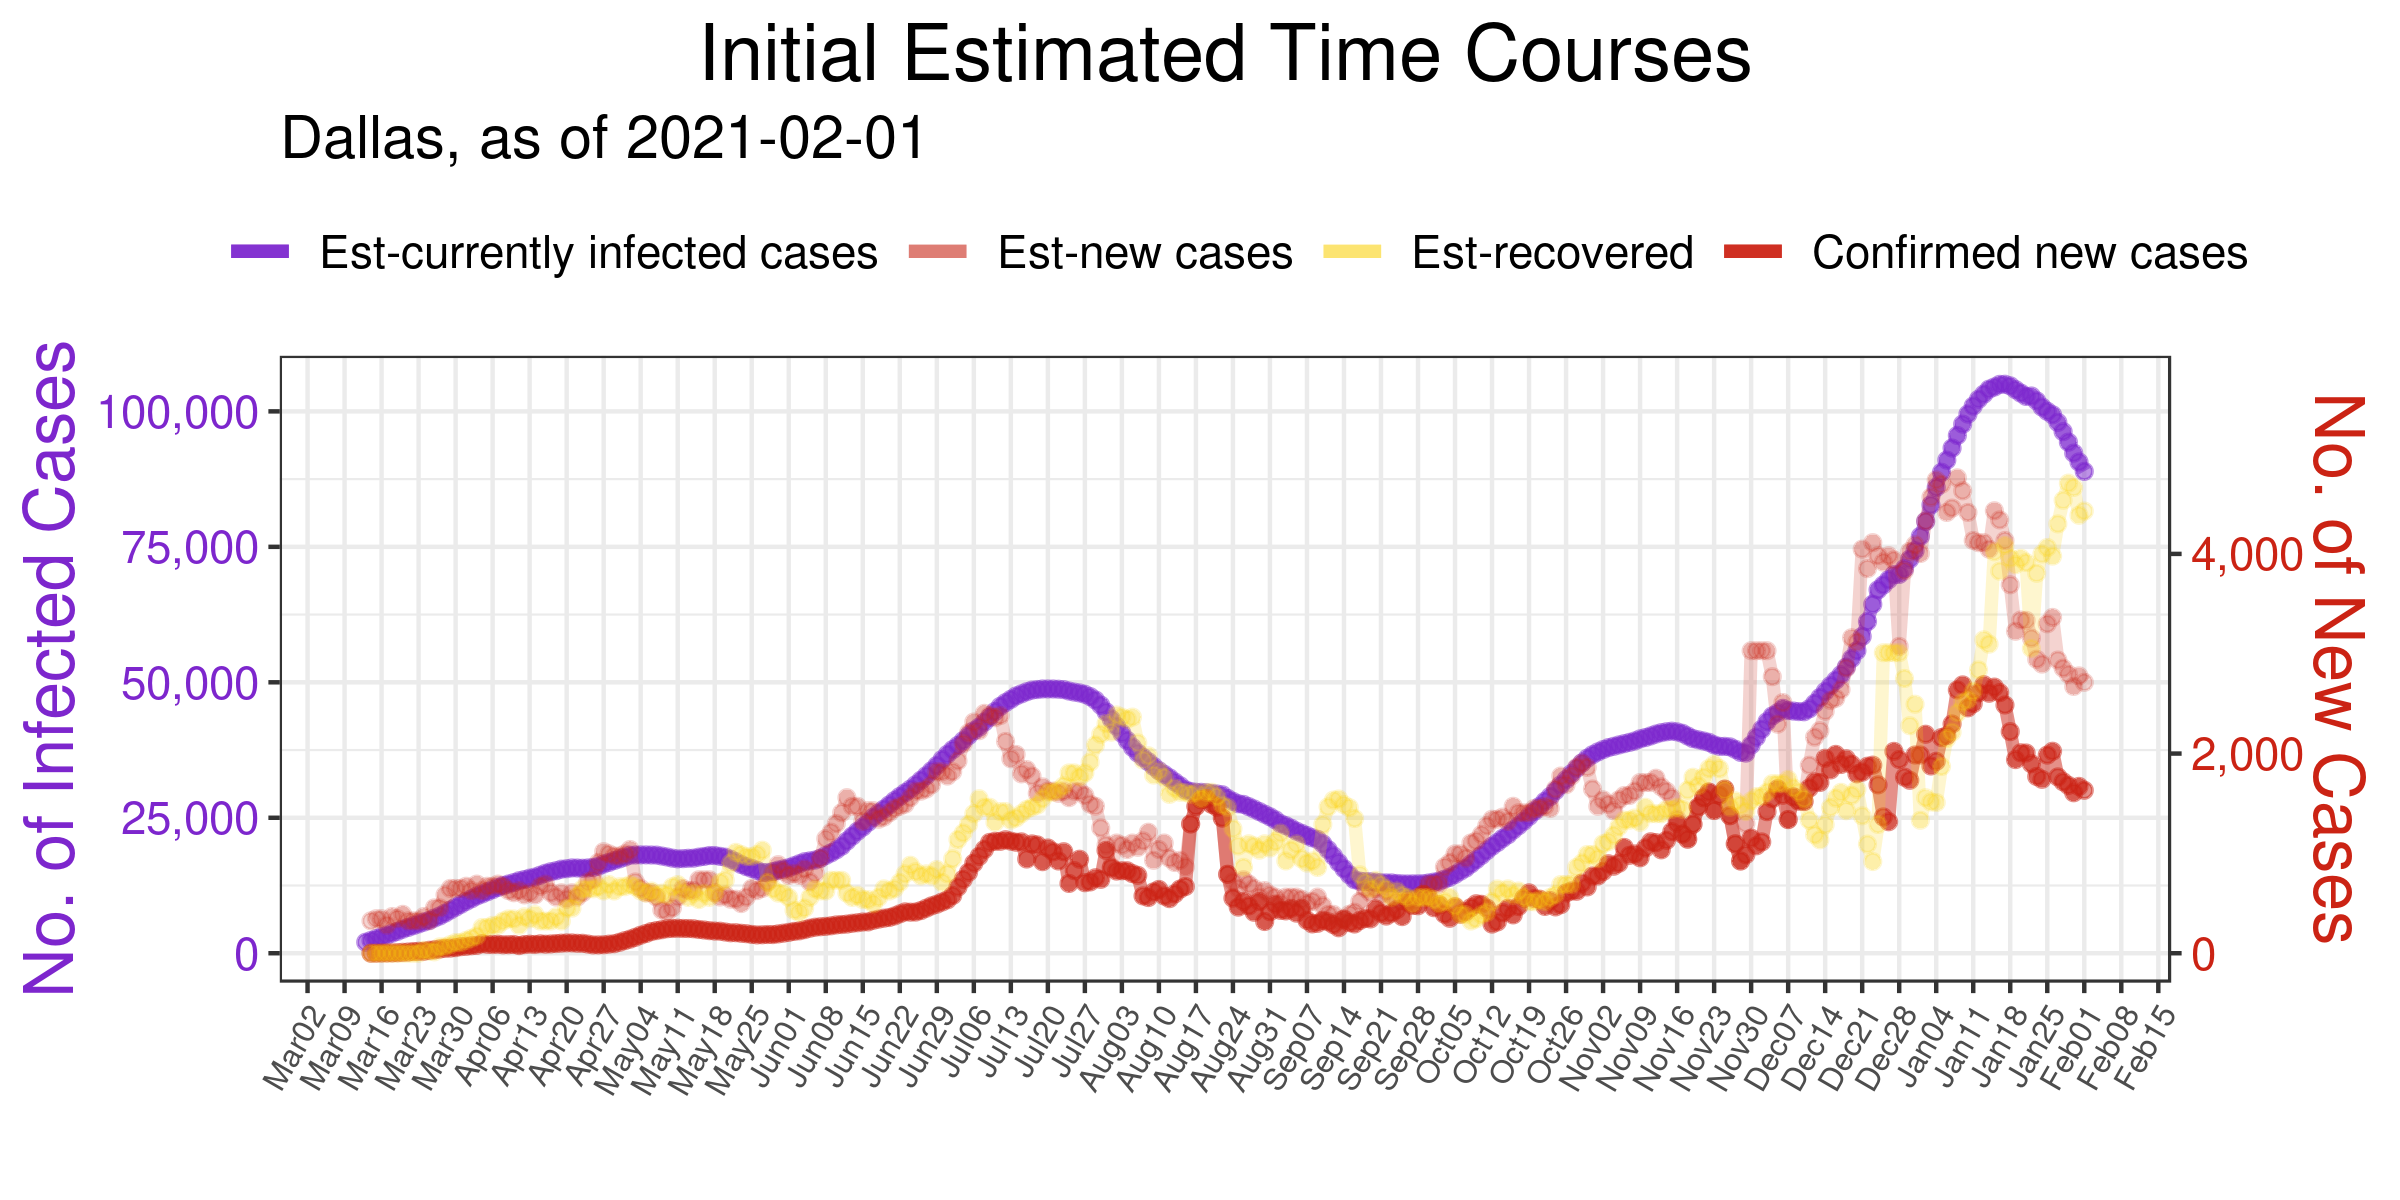 Initial Estimated Time Courses
Dallas, as of 2021-02-01
Est-currently infected cases Est-new cases Est-recovered Confirmed new cases
No. of Infected Cases
100,000
75,000
50,000
25,000
0
4,000
2,000
0
No. of New Cases
Mar02 Mar09 Mar16 Mar23 Mar30 Apr06 Apr13 Apr20 Apr27 May04 May11 May18 May25 Jun01 Jun08 Jun15 Jun22 Jun29 Jul06 Jul13 Jul20 Jul27 Aug03 Aug10 Aug17 Aug24 Aug31 Sep07 Sep14 Sep21 Sep28 Oct05 Oct12 Oct19 Oct26 Nov02 Nov09 Nov16 Nov23 Nov30 Dec07 Dec14 Dec21 Dec28 Jan04 Jan11 Jan18 Jan25 Feb01 Feb08 Feb15